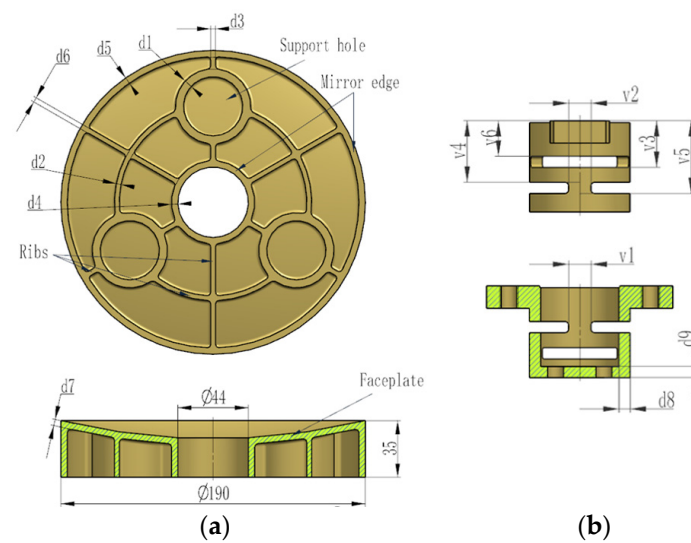 d3
d1
Support hole
d5
d6
Mirror edge
d2
d4
Ribs
d7
Ø44
Faceplate
35
Ø190
(a)
v2
v6
v4
v3
v5
v1
d9
d8
(b)